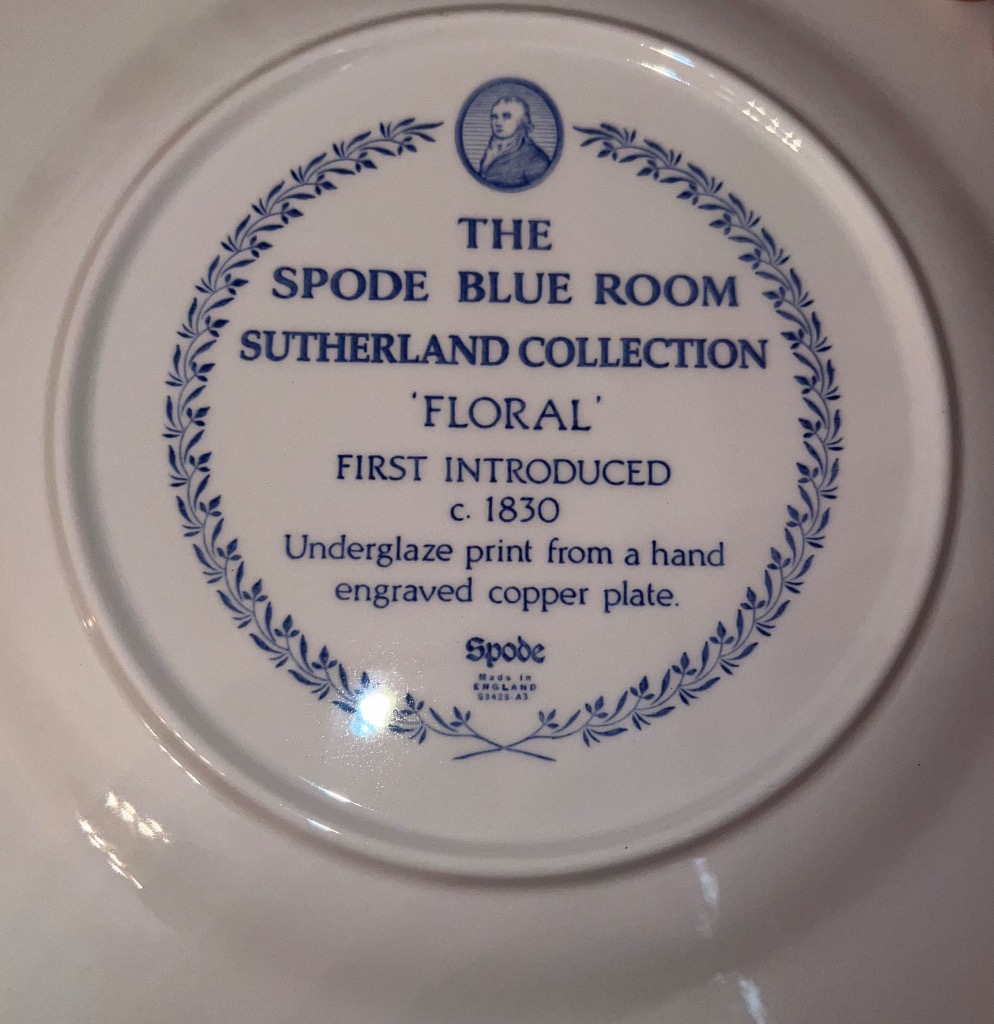 THE
SPODE BLUE ROOM
SUTHERLAND COLLECTION
'FLORAL'
FIRST INTRODUCED
c. 1830
Underglaze print from a hand
engraved copper plate.
Spode
Made in
ENGLAND